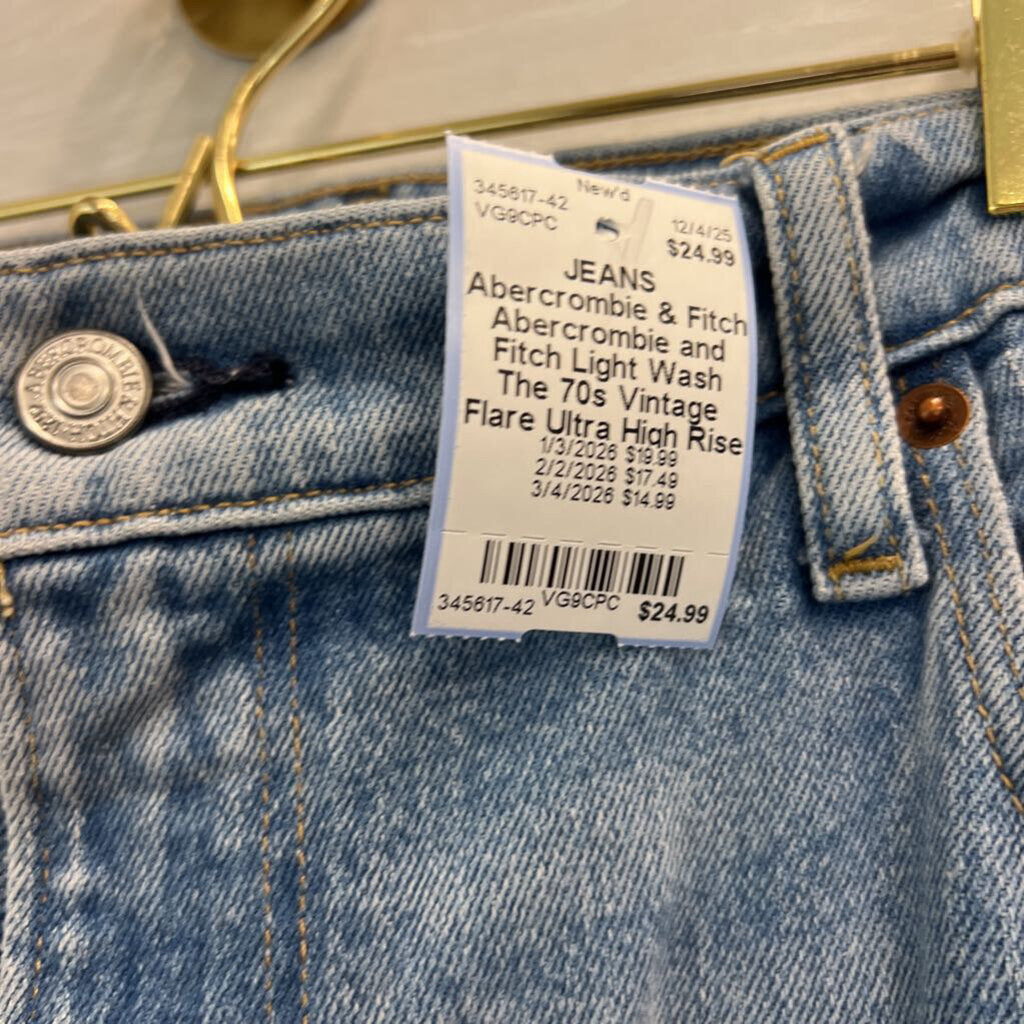 345617-42
New'd
VG9CPC
12/4/25
$24.99
JEANS
Abercrombie & Fitch
Abercrombie and
Fitch Light Wash
The 70s Vintage
Flare Ultra High Rise
1/3/2026 $19.99
2/2/2026 $17.49
3/4/2026 $14.99
345617-42 VG9CPC $24.99
ABERCROMBIE & FITCH